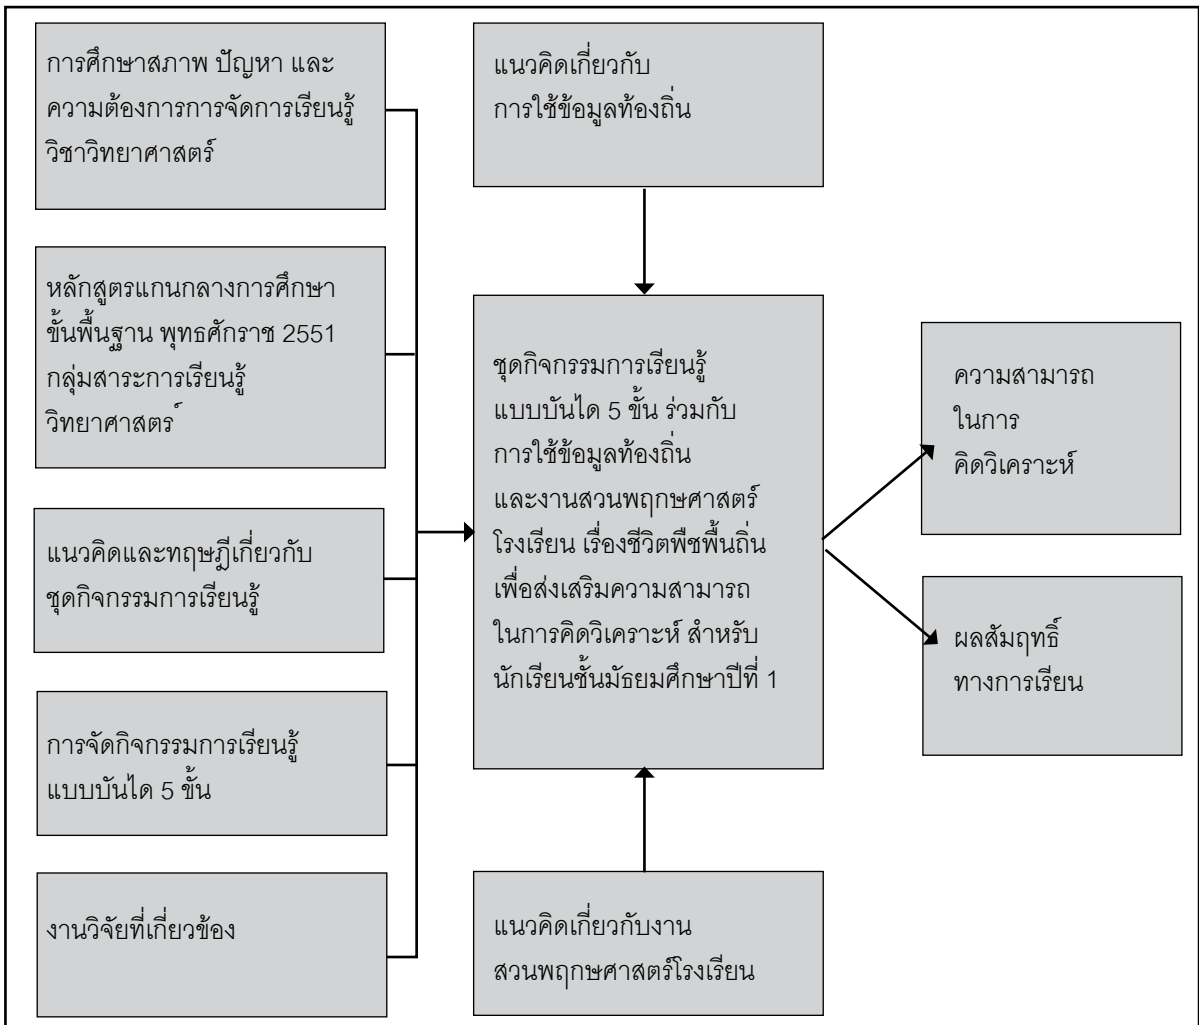 การศึกษาสภาพ ปัญหา และ
ความต้องการการจัดการเรียนรู้
วิชาวิทยาศาสตร์
หลักสูตรแกนกลางการศึกษา
ขั้นพื้นฐาน พุทธศักราช 2551
กลุ่มสาระการเรียนรู้
วิทยาศาสตร์
แนวคิดและทฤษฎีเกี่ยวกับ
ชุดกิจกรรมการเรียนรู้
การจัดกิจกรรมการเรียนรู้
แบบบันได 5 ขั้น
งานวิจัยที่เกี่ยวข้อง
แนวคิดเกี่ยวกับ
การใช้ข้อมูลท้องถิ่น
ชุดกิจกรรมการเรียนรู้
แบบบันได 5 ขั้น ร่วมกับ
การใช้ข้อมูลท้องถิ่น
และงานสวนพฤกษศาสตร์
โรงเรียน เรื่องชีวิตพืชพื้นถิ่น
เพื่อส่งเสริมความสามารถ
ในการคิดวิเคราะห์ สำหรับ
นักเรียนชั้นมัธยมศึกษาปีที่ 1
แนวคิดเกี่ยวกับงาน
สวนพฤกษศาสตร์โรงเรียน
ความสามารถ
ในการ
คิดวิเคราะห์
ผลสัมฤทธิ์
ทางการเรียน